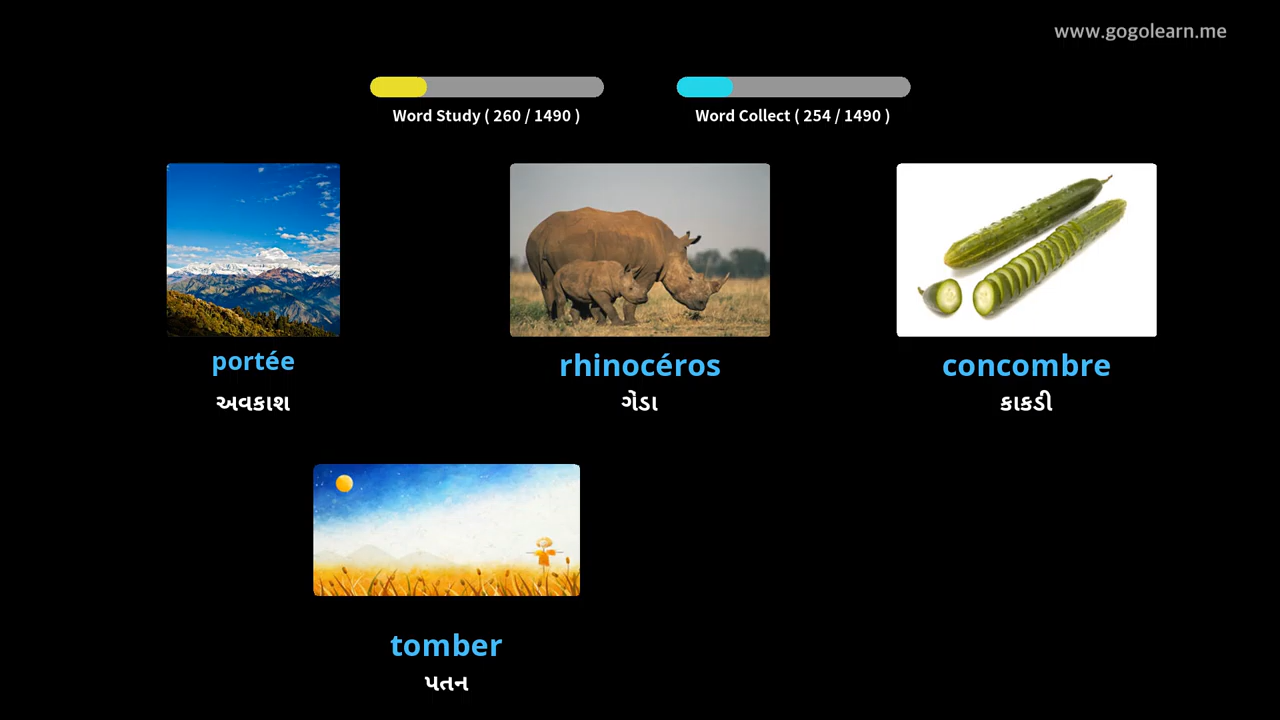 www.gogolearn.me
Word Study ( 260 / 1490 )
Word Collect ( 254 / 1490 )
portée
rhinocéros
concombre
અવકાશ
ગેડા
કાકડી
tomber
પતન